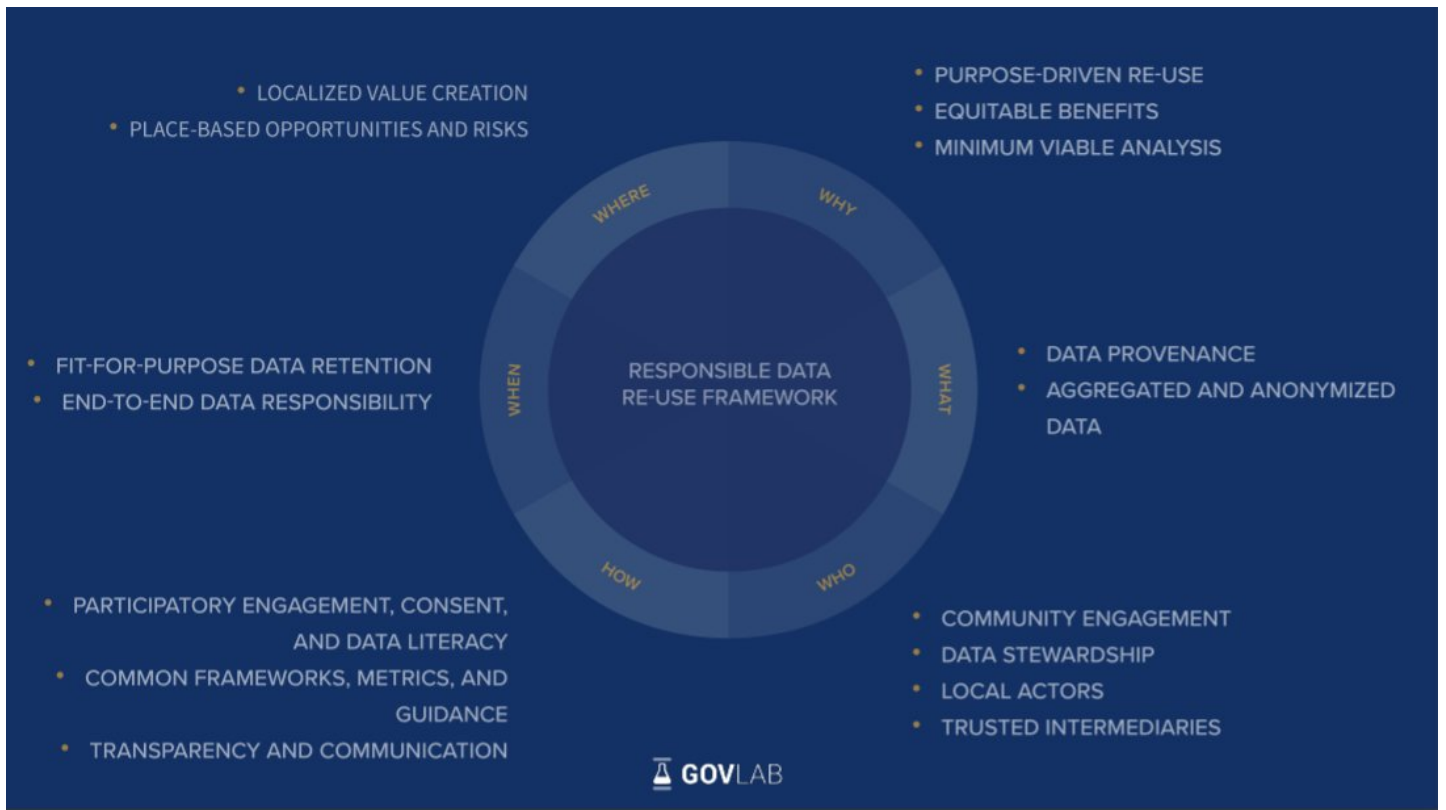 • LOCALIZED VALUE CREATION
• PLACE-BASED OPPORTUNITIES AND RISKS
• PURPOSE-DRIVEN RE-USE
• EQUITABLE BENEFITS
• MINIMUM VIABLE ANALYSIS
WHERE
WHY
• FIT-FOR-PURPOSE DATA RETENTION
• END-TO-END DATA RESPONSIBILITY
WHEN
RESPONSIBLE DATA
RE-USE FRAMEWORK
WHAT
• DATA PROVENANCE
• AGGREGATED AND ANONYMIZED
DATA
HOW
WHO
• PARTICIPATORY ENGAGEMENT, CONSENT,
AND DATA LITERACY
• COMMON FRAMEWORKS, METRICS, AND
GUIDANCE
• TRANSPARENCY AND COMMUNICATION
• COMMUNITY ENGAGEMENT
• DATA STEWARDSHIP
• LOCAL ACTORS
• TRUSTED INTERMEDIARIES
GOVLAB